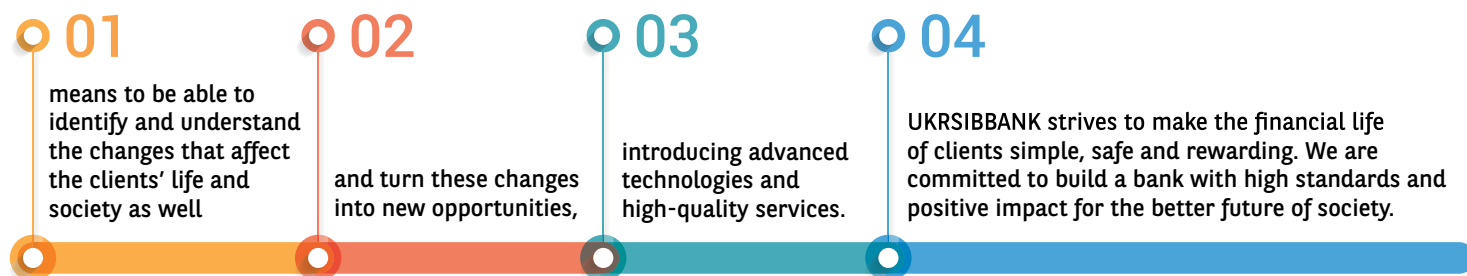 01
means to be able to
identify and understand
the changes that affect
the clients’ life and
society as well
02
and turn these changes
into new opportunities,
03
introducing advanced
technologies and
high-quality services.
04
UKRSIBBANK strives to make the financial life
of clients simple, safe and rewarding. We are
committed to build a bank with high standards and
positive impact for the better future of society.